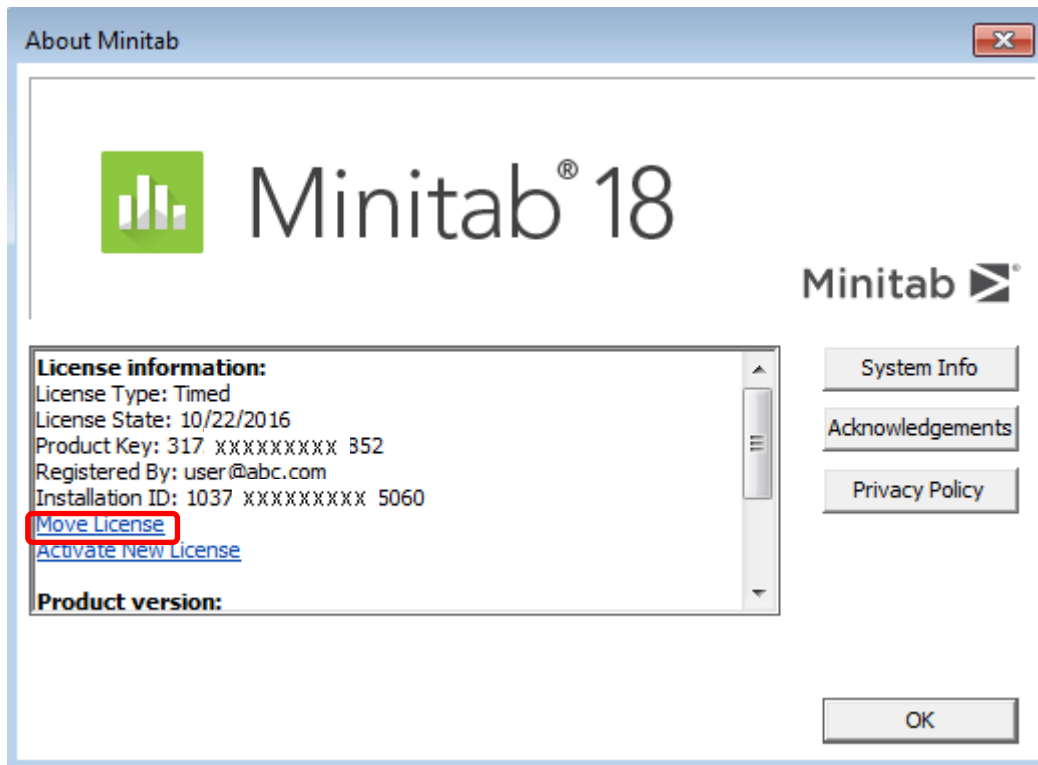 About Minitab
Minitab® 18
Minitab ®
License information:
License Type: Timed
License State: 10/22/2016
Product Key: 317 xxxxxxxxx 352
Registered By: user@abc.com
Installation ID: 1037 xxxxxxxxx 5060
Move License
Activate New License
Product version:
System Info
Acknowledgements
Privacy Policy
OK